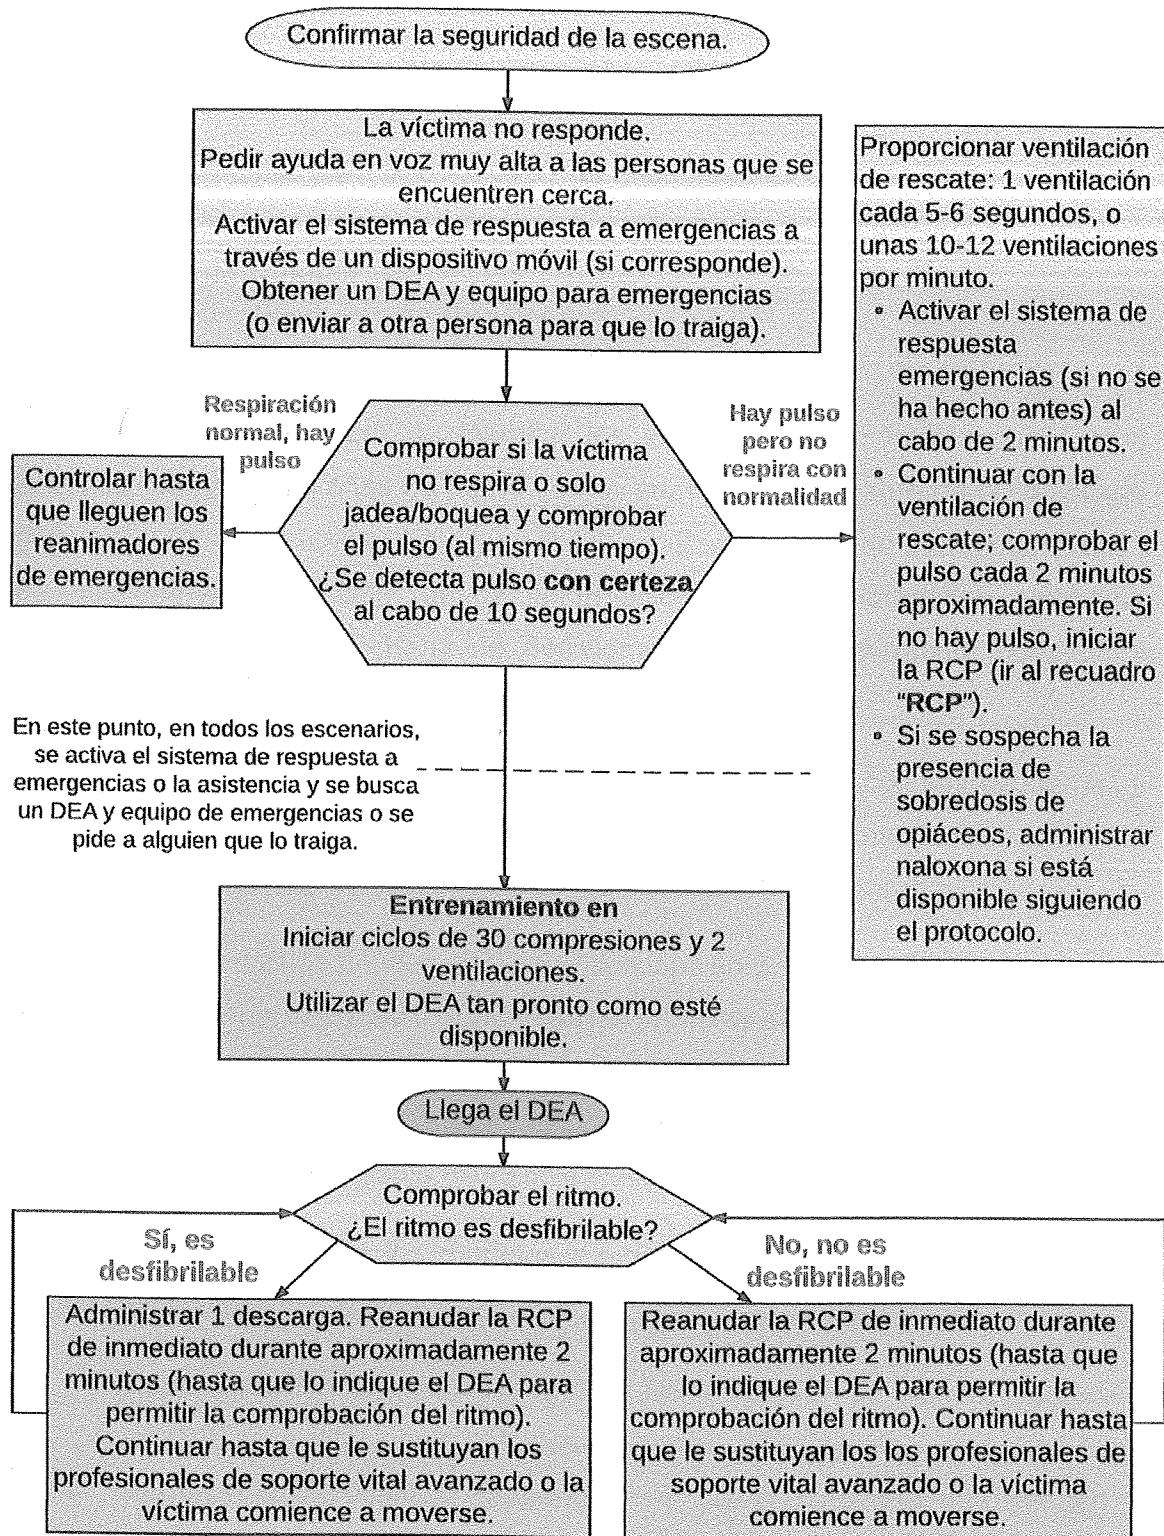 Confirmar la seguridad de la escena.
La víctima no responde.
Pedir ayuda en voz muy alta a las personas que se
encuentren cerca.
Activar el sistema de respuesta a emergencias a
través de un dispositivo móvil (si corresponde).
Obtener un DEA y equipo para emergencias
(o enviar a otra persona para que lo traiga).
Respiración
normal, hay
pulso
Controlar hasta
que lleguen los
reanimadores
de emergencias.
Comprobar si la víctima
no respira o solo
jadea/boquea y comprobar
el pulso (al mismo tiempo).
¿Se detecta pulso con certeza
al cabo de 10 segundos?
Hay pulso
pero no
respira con
normalidad
Proporcionar ventilación
de rescate: 1 ventilación
cada 5-6 segundos, o
unas 10-12 ventilaciones
por minuto.
• Activar el sistema de
respuesta
emergencias (si no se
ha hecho antes) al
cabo de 2 minutos.
• Continuar con la
ventilación de
rescate; comprobar el
pulso cada 2 minutos
aproximadamente. Si
no hay pulso, iniciar
la RCP (ir al recuadro
"RCP").
• Si se sospecha la
presencia de
sobredosis de
opiáceos, administrar
naloxona si está
disponible siguiendo
el protocolo.
En este punto, en todos los escenarios,
se activa el sistema de respuesta a
emergencias o la asistencia y se busca
un DEA y equipo de emergencias o se
pide a alguien que lo traiga.
Entrenamiento en
Iniciar ciclos de 30 compresiones y 2
ventilaciones.
Utilizar el DEA tan pronto como esté
disponible.
Llega el DEA
Comprobar el ritmo.
¿El ritmo es desfibrilable?
Sí, es
desfibrilable
No, no es
desfibrilable
Administrar 1 descarga. Reanudar la RCP
de inmediato durante aproximadamente 2
minutos (hasta que lo indique el DEA para
permitir la comprobación del ritmo).
Continuar hasta que le sustituyan los
profesionales de soporte vital avanzado o la
víctima comience a moverse.
Reanudar la RCP de inmediato durante
aproximadamente 2 minutos (hasta que
lo indique el DEA para permitir la
comprobación del ritmo). Continuar hasta
que le sustituyan los los profesionales de
soporte vital avanzado o la víctima
comience a moverse.